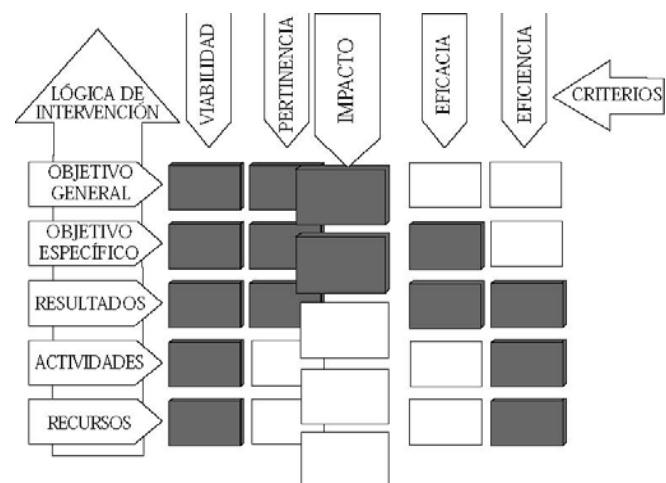 LÓGICA DE
INTERVENCIÓN
VIABILIDAD
PERTINENCIA
IMPACTO
EFICACIA
EFICIENCIA
CRITERIOS
OBJETIVO
GENERAL
OBJETIVO
ESPECÍFICO
RESULTADOS
ACTIVIDADES
RECURSOS